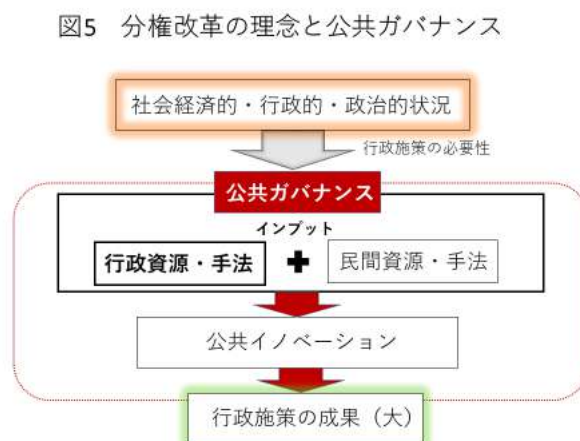 図5　分権改革の理念と公共ガバナンス
社会経済的・行政的・政治的状況
行政施策の必要性
公共ガバナンス
インプット
行政資源・手法 ＋ 民間資源・手法
公共イノベーション
行政施策の成果（大）